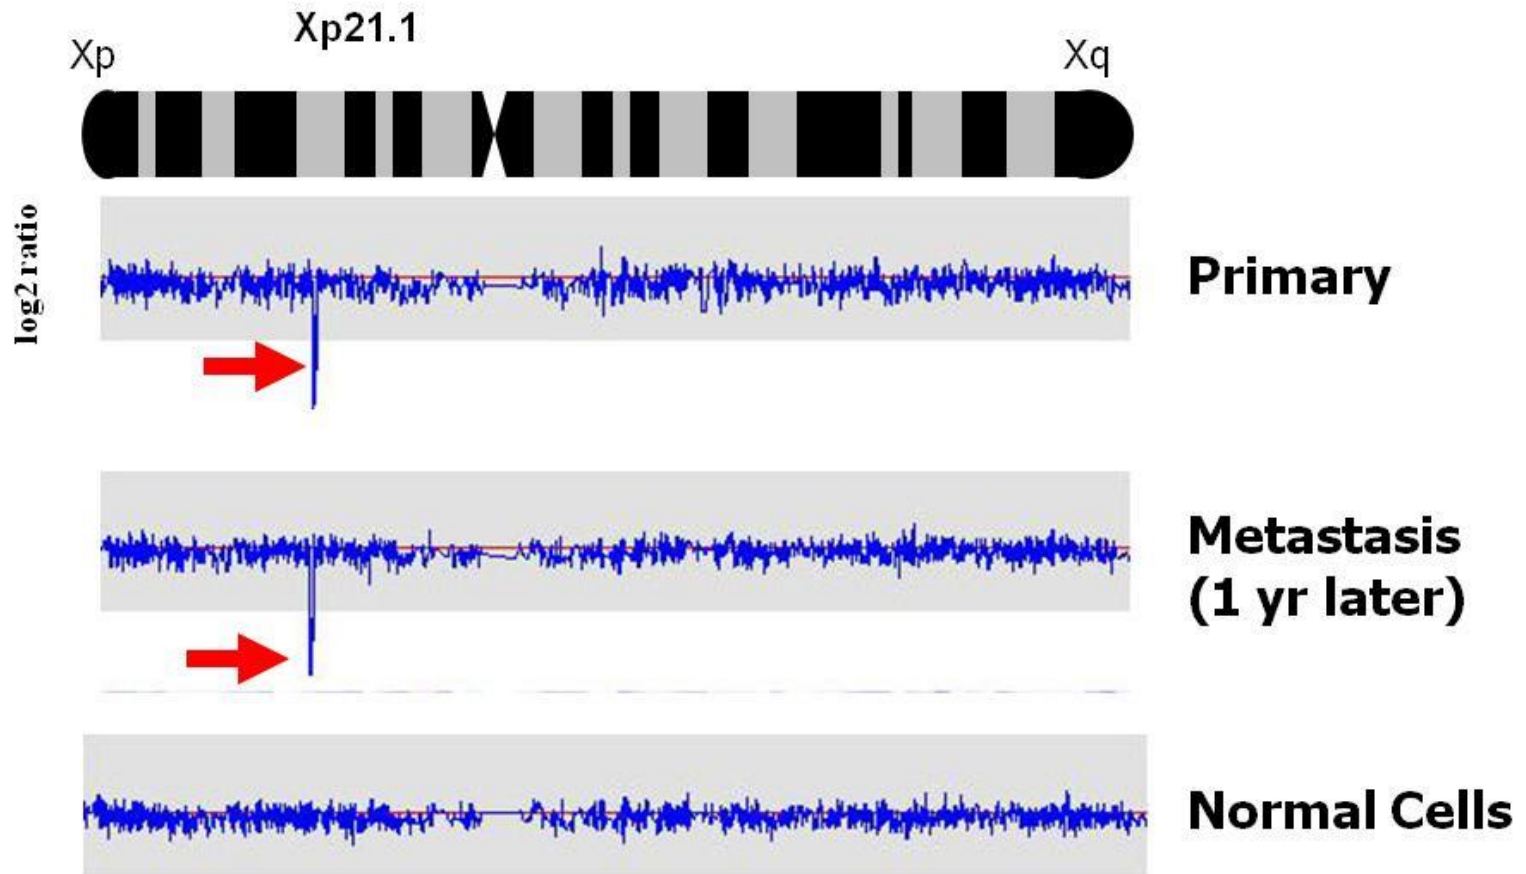 Xp21.1
Xp
Xq
log2 ratio
Primary
Metastasis
(1 yr later)
Normal Cells